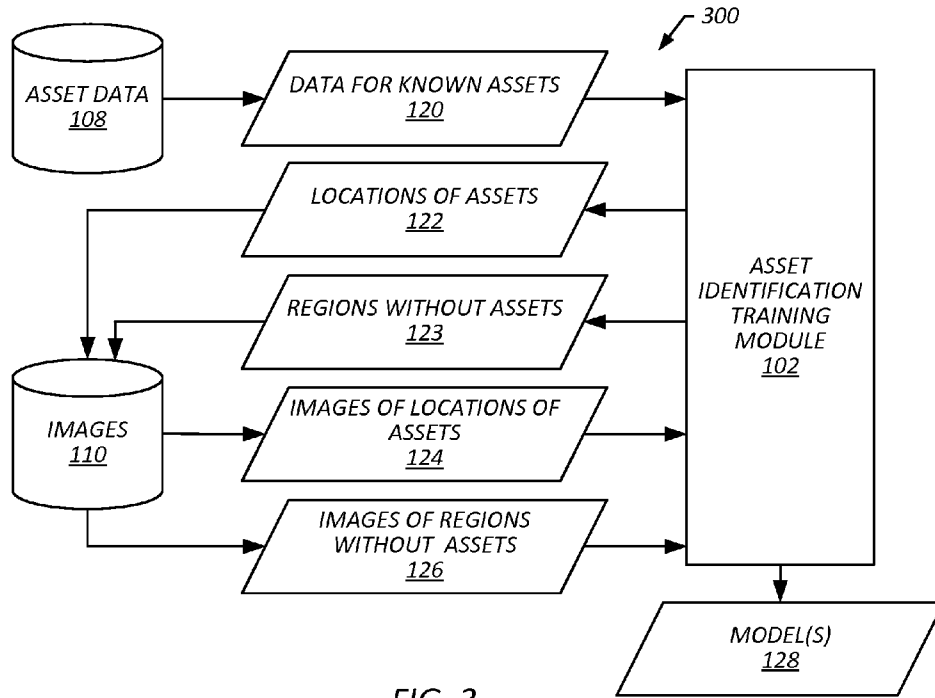 300
ASSET DATA
108
DATA FOR KNOWN ASSETS
120
LOCATIONS OF ASSETS
122
REGIONS WITHOUT ASSETS
123
ASSET
IDENTIFICATION
TRAINING
MODULE
102
IMAGES
110
IMAGES OF LOCATIONS OF
ASSETS
124
IMAGES OF REGIONS
WITHOUT ASSETS
126
MODEL(S)
128
FIG.